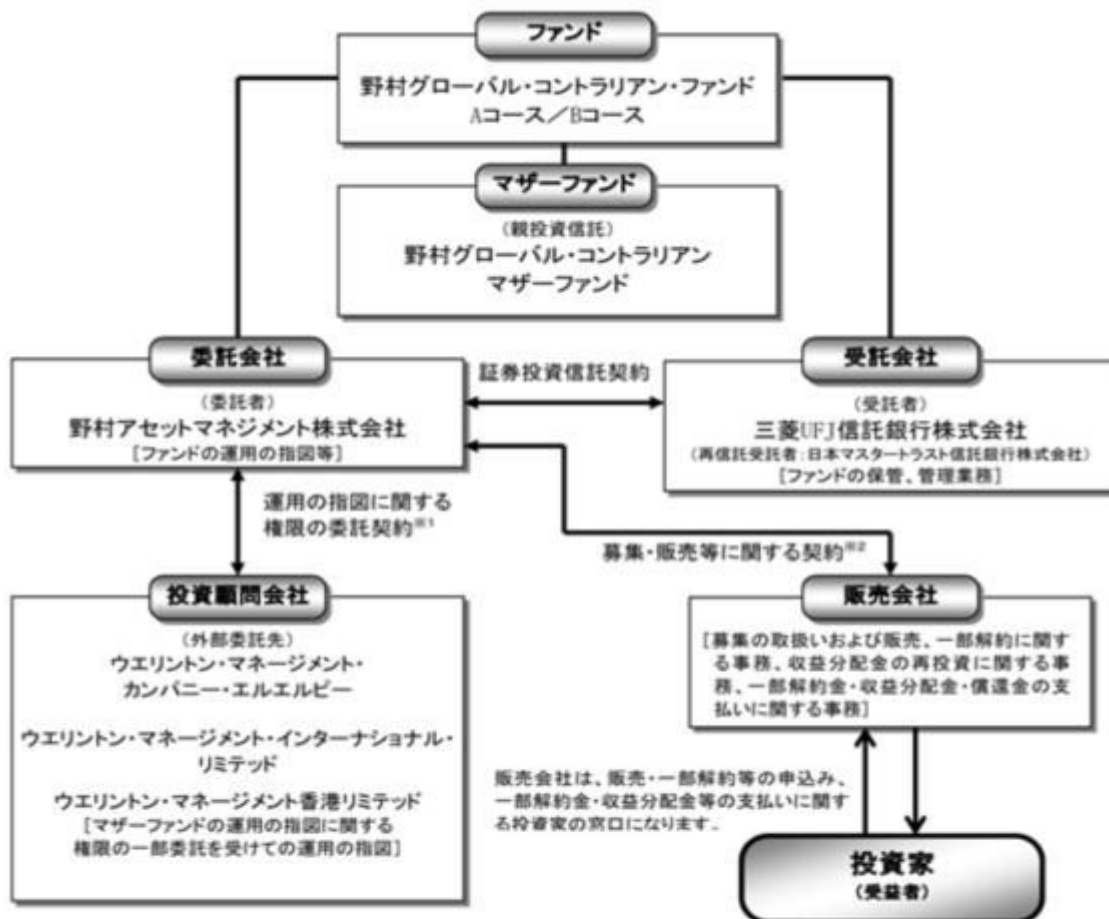 ファンド
野村グローバル・コントラリアン・ファンド
Aコース／Bコース
マザーファンド
（親投資信託）
野村グローバル・コントラリアン
マザーファンド
委託会社
（委託者）
野村アセットマネジメント株式会社
［ファンドの運用の指図等］
証券投資信託契約
受託会社
（受託者）
三菱UFJ信託銀行株式会社
（再信託受託者：日本マスタートラスト信託銀行株式会社）
［ファンドの保管、管理業務］
運用の指図に関する
権限の委託契約※1
募集・販売等に関する契約※2
投資顧問会社
（外部委託先）
ウエリントン・マネージメント・
カンパニー・エルエルピー
ウエリントン・マネージメント・インターナショナル・
リミテッド
ウエリントン・マネージメント香港リミテッド
［マザーファンドの運用の指図に関する
権限の一部委託を受けての運用の指図］
販売会社
［募集の取扱いおよび販売、一部解約に関す
る事務、収益分配金の再投資に関する事
務、一部解約金・収益分配金・償還金の支
払いに関する事務］
販売会社は、販売・一部解約等の申込み、
一部解約金・収益分配金等の支払いに関す
る投資家の窓口になります。
投資家
（受益者）